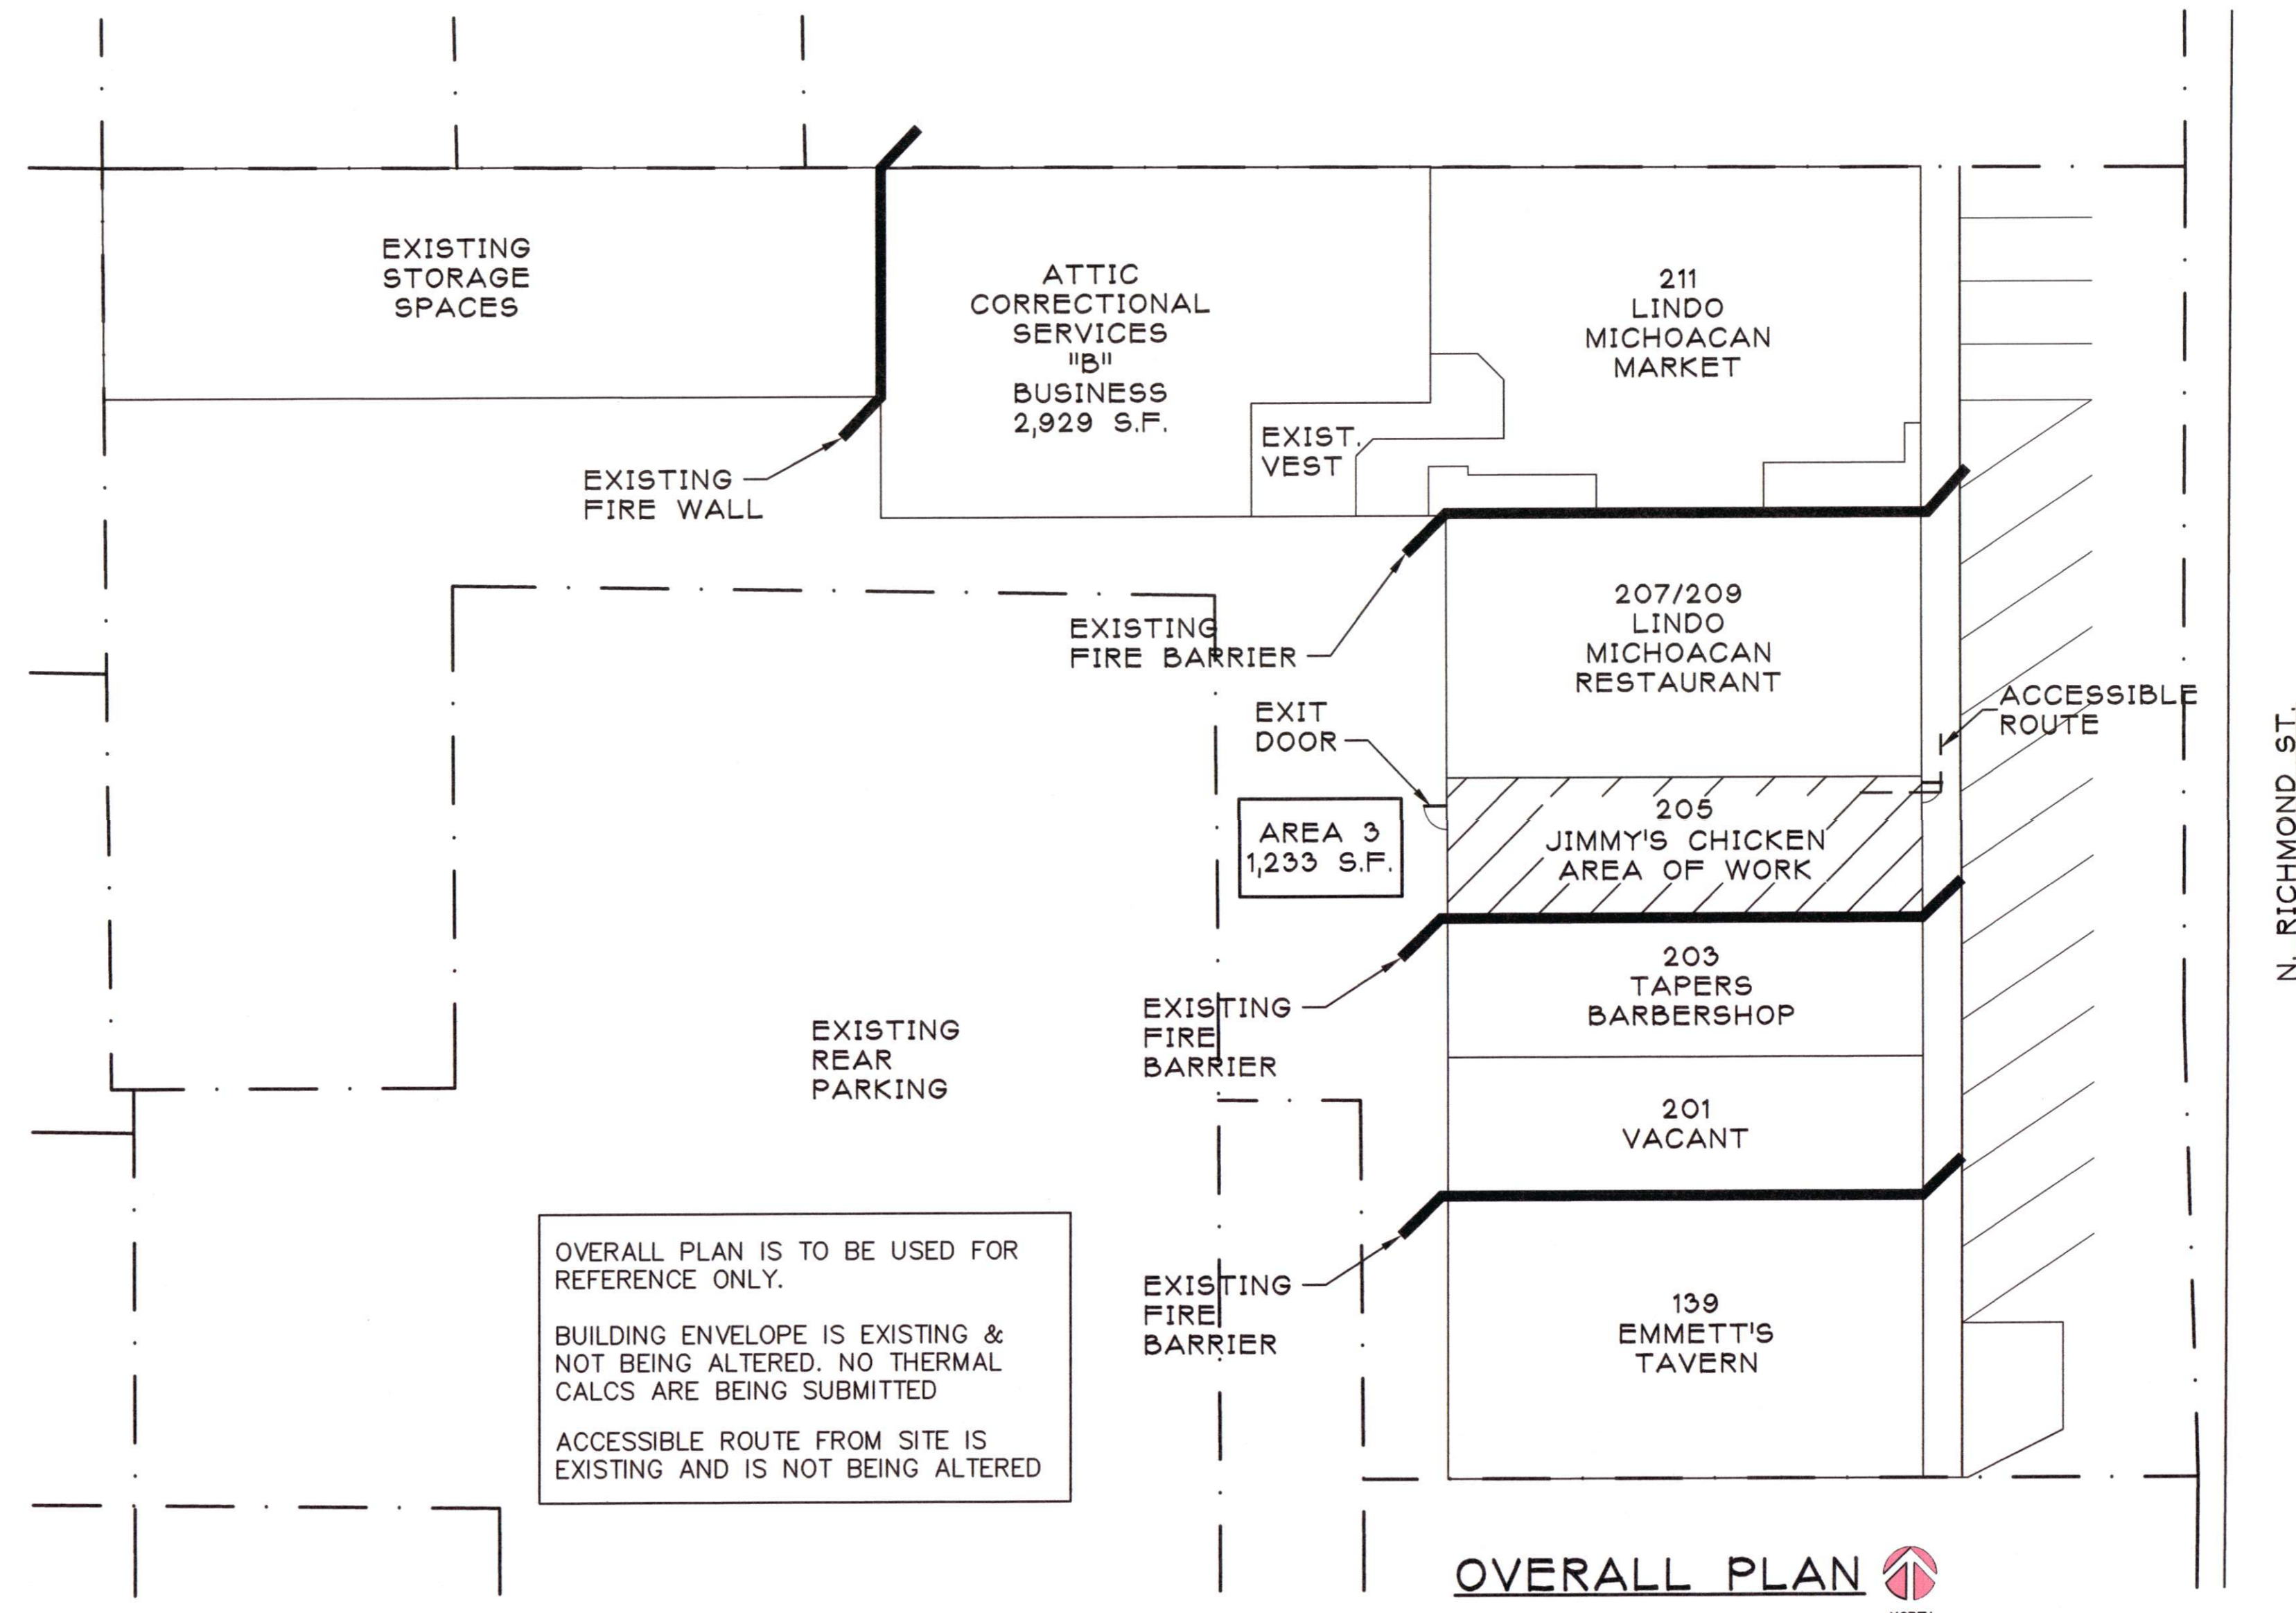 EXISTING
STORAGE
SPACES
ATTIC
CORRECTIONAL
SERVICES
"B"
BUSINESS
2,929 S.F.
211
LINDO
MICHOACAN
MARKET
EXIST.
VEST
EXISTING
FIRE WALL
EXISTING
FIRE BARRIER
207/209
LINDO
MICHOACAN
RESTAURANT
EXIT
DOOR
ACCESSIBLE
ROUTE
N. RICHMOND ST.
AREA 3
1,233 S.F.
205
JIMMY'S CHICKEN
AREA OF WORK
203
TAPERS
BARBERSHOP
EXISTING
FIRE
BARRIER
EXISTING
REAR
PARKING
201
VACANT
EXISTING
FIRE
BARRIER
139
EMMETT'S
TAVERN
OVERALL PLAN IS TO BE USED FOR
REFERENCE ONLY.
BUILDING ENVELOPE IS EXISTING &
NOT BEING ALTERED. NO THERMAL
CALCS ARE BEING SUBMITTED
ACCESSIBLE ROUTE FROM SITE IS
EXISTING AND IS NOT BEING ALTERED
OVERALL PLAN